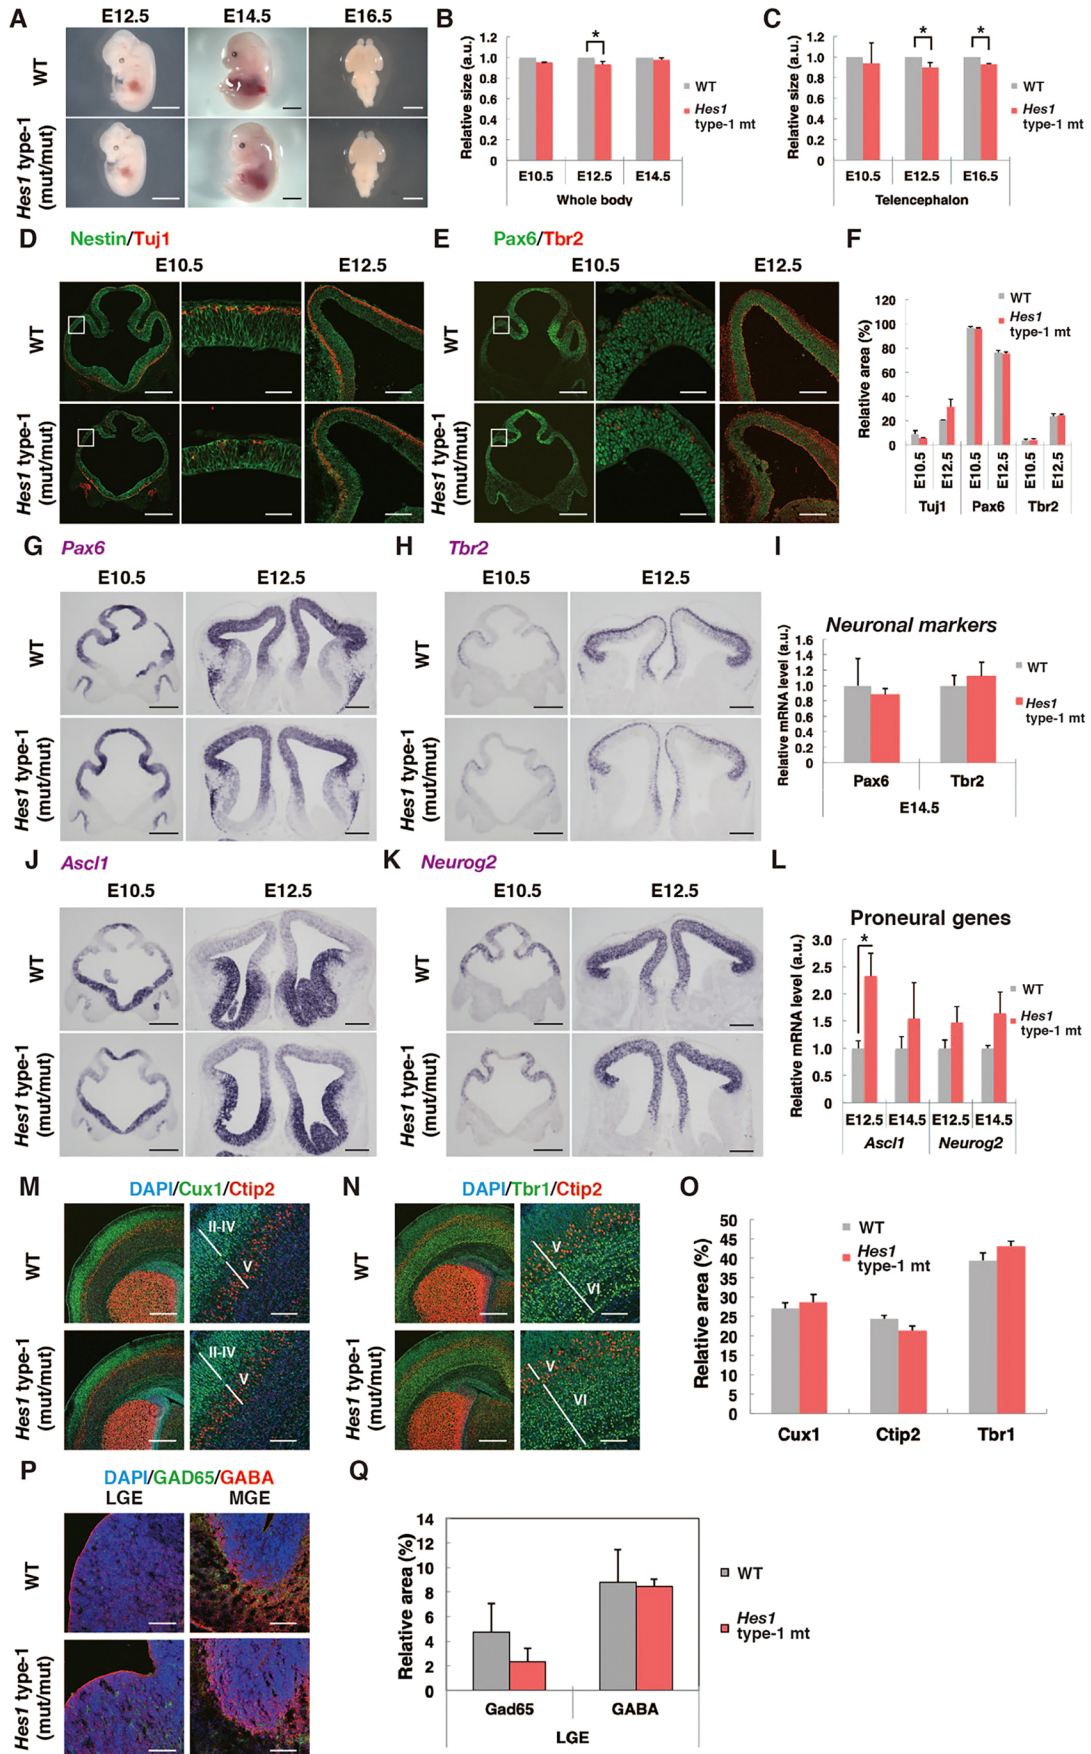 A
E12.5 E14.5 E16.5
WT
Hes1 type-1
(mut/mut)
B
Relative size (a.u.)
1.2
1.0
0.8
0.6
0.4
0.2
0
*
E10.5 E12.5 E14.5
Whole body
WT
Hes1
type-1 mt
C
Relative size (a.u.)
1.2
1.0
0.8
0.6
0.4
0.2
0
* *
E10.5 E12.5 E16.5
Telencephalon
WT
Hes1
type-1 mt
D
Nestin/Tuj1
E10.5 E12.5
WT
Hes1 type-1
(mut/mut)
E
Pax6/Tbr2
E10.5 E12.5
WT
Hes1 type-1
(mut/mut)
F
WT
Hes1
type-1 mt
Relative area (%)
120
100
80
60
40
20
0
E10.5 E12.5 E10.5 E12.5 E10.5 E12.5
Tuj1 Pax6 Tbr2
G
Pax6
E10.5 E12.5
WT
Hes1 type-1
(mut/mut)
H
Tbr2
E10.5 E12.5
WT
Hes1 type-1
(mut/mut)
I
Neuronal markers
Relative mRNA level (a.u.)
1.6
1.4
1.2
1.0
0.8
0.6
0.4
0.2
0
Pax6 Tbr2
E14.5
WT
Hes1
type-1 mt
J
Ascl1
E10.5 E12.5
WT
Hes1 type-1
(mut/mut)
K
Neurog2
E10.5 E12.5
WT
Hes1 type-1
(mut/mut)
L
Proneural genes
Relative mRNA level (a.u.)
3.0
2.5
2.0
1.5
1.0
0.5
0
*
E12.5 E14.5 E12.5 E14.5
Ascl1 Neurog2
WT
Hes1
type-1 mt
M
DAPI/Cux1/Ctip2
WT
II-IV
V
Hes1 type-1
(mut/mut)
II-IV
V
N
DAPI/Tbr1/Ctip2
WT
V
VI
Hes1 type-1
(mut/mut)
V
VI
O
WT
Hes1
type-1 mt
Relative area (%)
50
45
40
35
30
25
20
15
10
5
0
Cux1 Ctip2 Tbr1
P
DAPI/GAD65/GABA
LGE MGE
WT
Hes1 type-1
(mut/mut)
Q
Relative area (%)
14
12
10
8
6
4
2
0
Gad65 GABA
LGE
WT
Hes1
type-1 mt